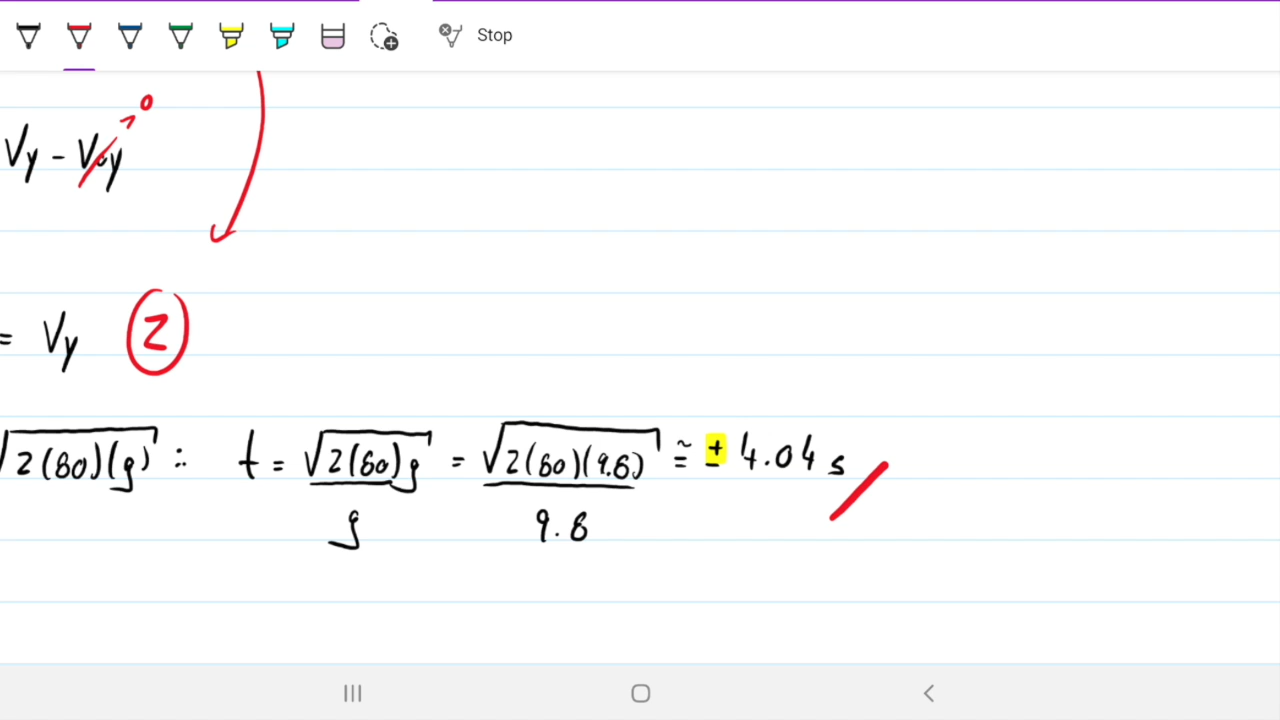 Stop
0
Vy - Voy
= Vy ②
√2(80)(g) ∴ t = √2(80)g = √2(80)(9.8) ≅ ± 4.04 s
g 9.8